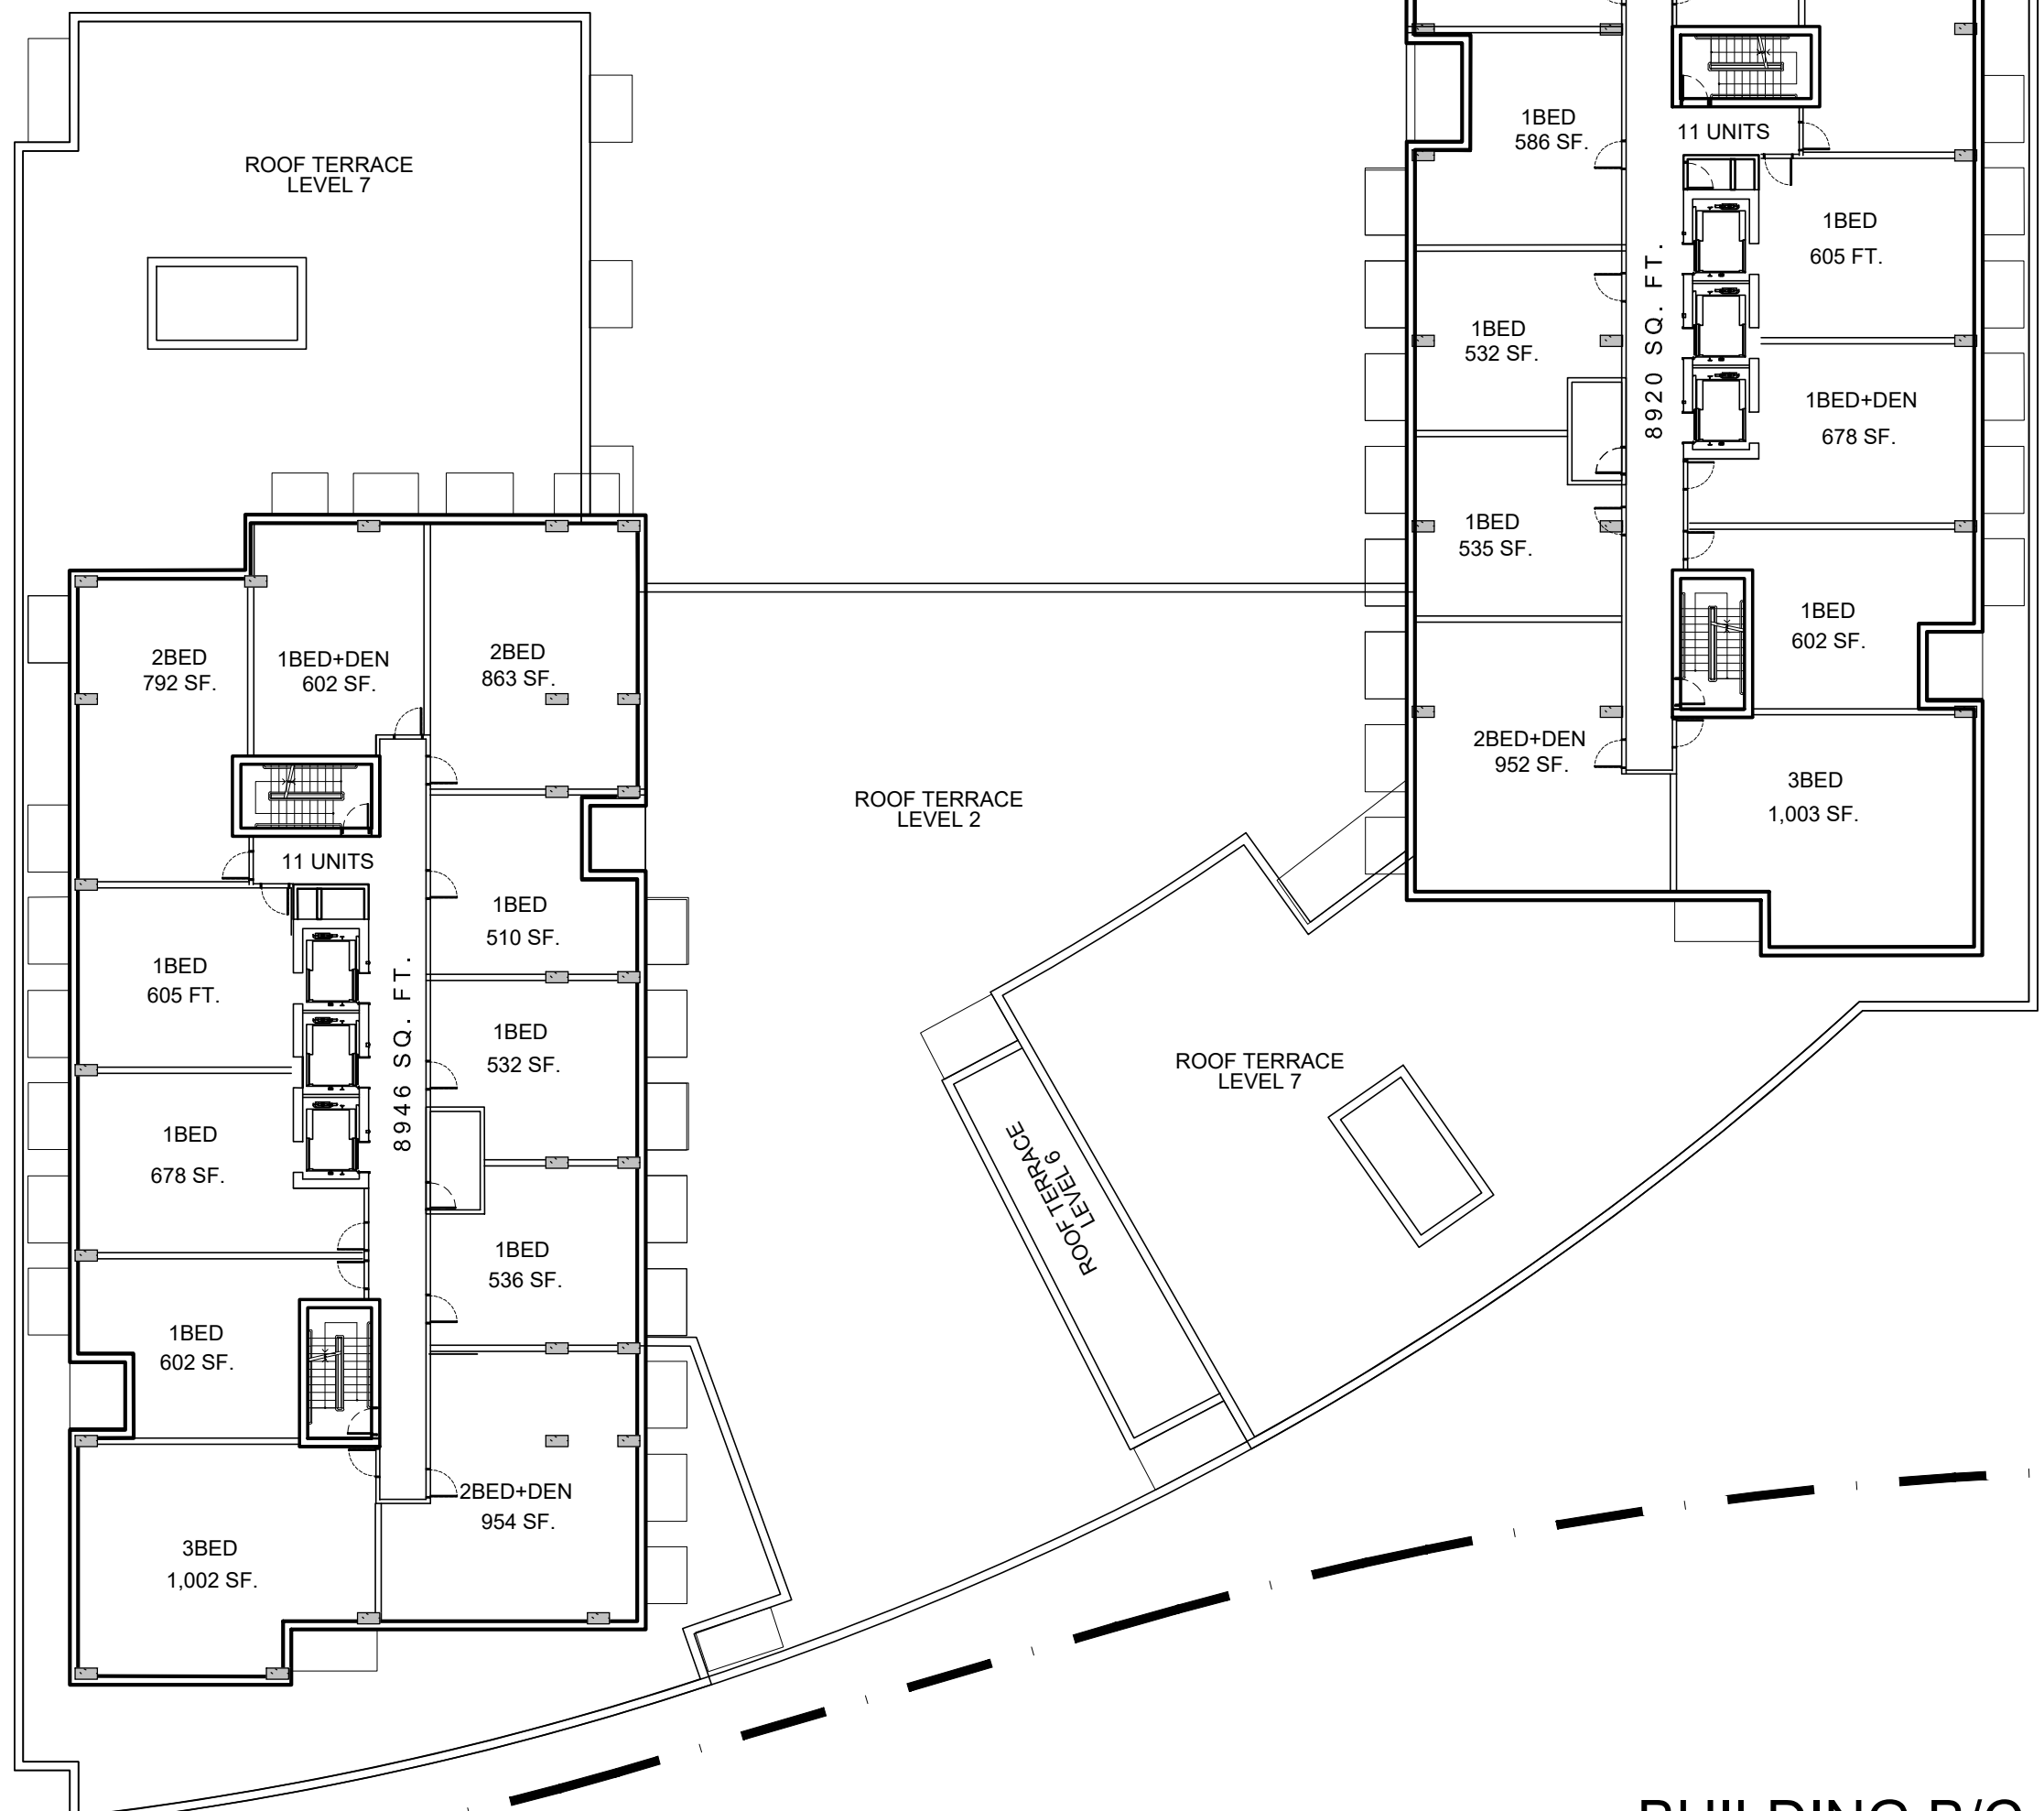 ROOF TERRACE
LEVEL 7
1BED
586 SF.
11 UNITS
1BED
605 FT.
8920 SQ. FT.
1BED
532 SF.
1BED+DEN
678 SF.
1BED
535 SF.
1BED
602 SF.
2BED+DEN
952 SF.
3BED
1,003 SF.
2BED
792 SF.
1BED+DEN
602 SF.
2BED
863 SF.
11 UNITS
ROOF TERRACE
LEVEL 2
1BED
510 SF.
1BED
605 FT.
8946 SQ. FT.
1BED
532 SF.
1BED
678 SF.
1BED
536 SF.
1BED
602 SF.
2BED+DEN
954 SF.
3BED
1,002 SF.
ROOF TERRACE
LEVEL 7
ROOF TERRACE
LEVEL 6
BUILDING B/C